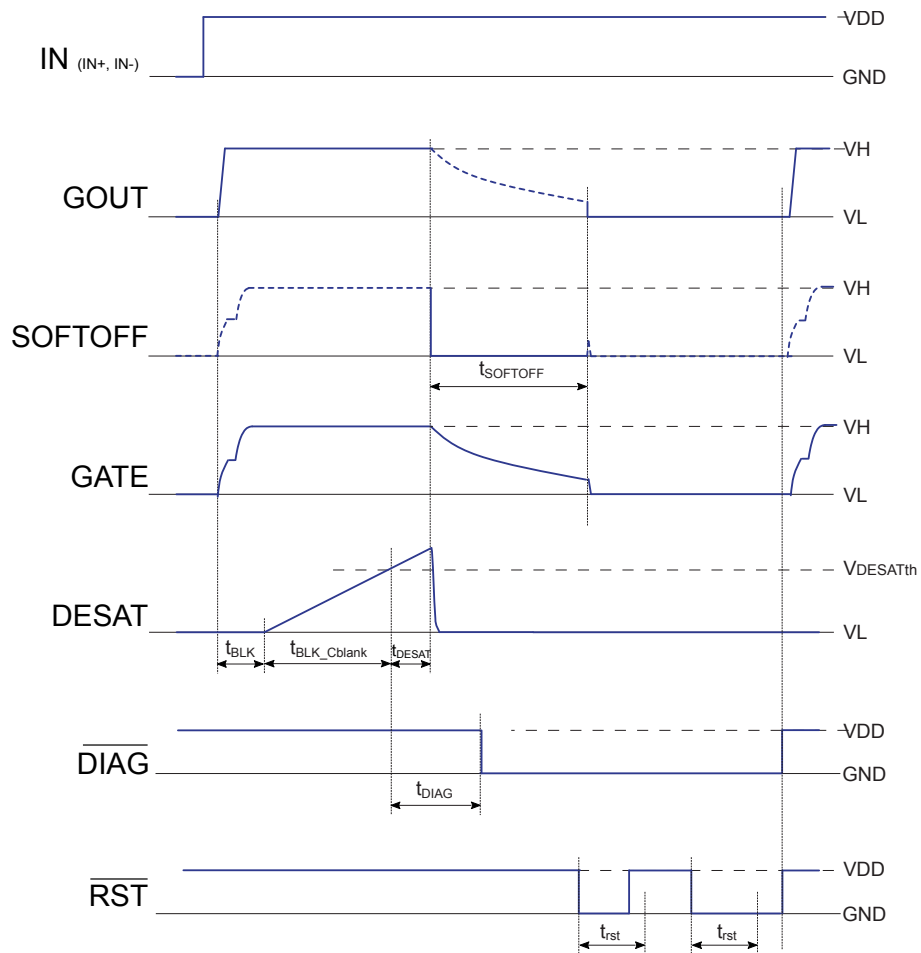 IN (IN+, IN-)
VDD
GND
GOUT
VH
VL
SOFTOFF
VH
VL
tSOFTOFF
GATE
VH
VL
DESAT
VDESATth
VL
tBLK
tBLK_Cblank
tDESAT
DIAG
VDD
GND
tDIAG
RST
VDD
GND
trst
trst